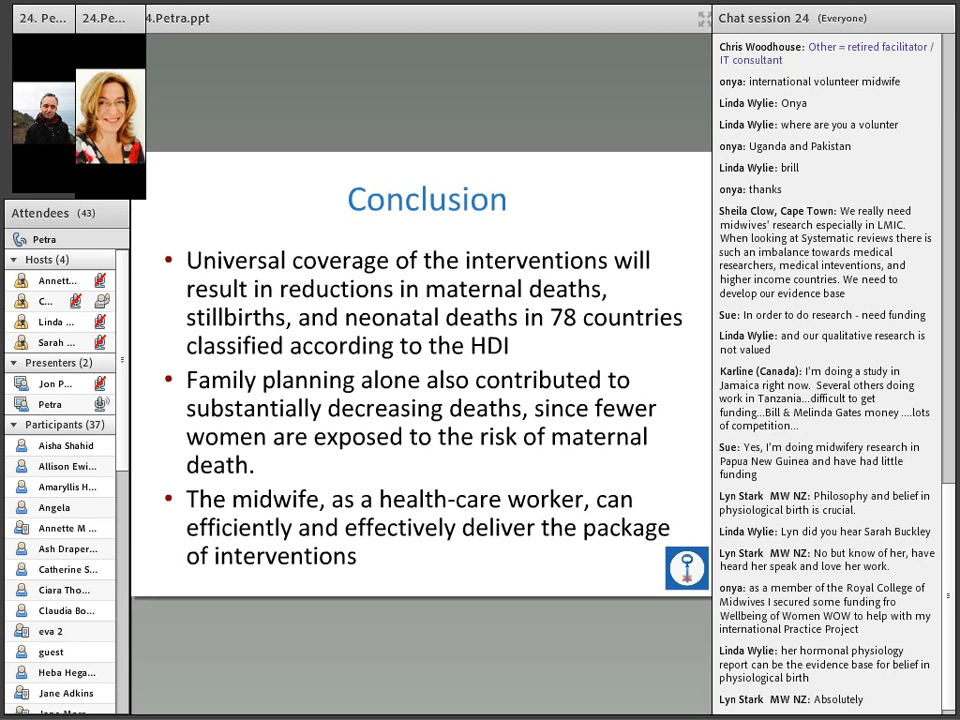 24. Pe...
24.Pe...
4.Petra.ppt
Attendees (43)
Petra
Hosts (4)
Annett...
C...
Linda ...
Sarah ...
Presenters (2)
Jon P...
Petra
Participants (37)
Aisha Shahid
Allison Ewi...
Amaryllis H...
Angela
Annette M ...
Ash Draper...
Catherine S...
Ciara Tho...
Claudia Bo...
eva 2
guest
Heba Hega...
Jane Adkins
Conclusion
• Universal coverage of the interventions will
result in reductions in maternal deaths,
stillbirths, and neonatal deaths in 78 countries
classified according to the HDI
• Family planning alone also contributed to
substantially decreasing deaths, since fewer
women are exposed to the risk of maternal
death.
• The midwife, as a health-care worker, can
efficiently and effectively deliver the package
of interventions
Chat session 24 (Everyone)
Chris Woodhouse: Other = retired facilitator /
IT consultant
onya: international volunteer midwife
Linda Wylie: Onya
Linda Wylie: where are you a volunter
onya: Uganda and Pakistan
Linda Wylie: brill
onya: thanks
Sheila Clow, Cape Town: We really need
midwives' research especially in LMIC.
When looking at Systematic reviews there is
such an imbalance towards medical
researchers, medical inteventions, and
higher income countries. We need to
develop our evidence base
Sue: In order to do research - need funding
Linda Wylie: and our qualitative research is
not valued
Karline (Canada): I'm doing a study in
Jamaica right now. Several others doing
work in Tanzania...difficult to get
funding...Bill & Melinda Gates money ....lots
of competition...
Sue: Yes, I'm doing midwifery research in
Papua New Guinea and have had little
funding
Lyn Stark MW NZ: Philosophy and belief in
physiological birth is crucial.
Linda Wylie: Lyn did you hear Sarah Buckley
Lyn Stark MW NZ: No but know of her, have
heard her speak and love her work.
onya: as a member of the Royal College of
Midwives I secured some funding fro
Wellbeing of Women WOW to help with my
international Practice Project
Linda Wylie: her hormonal physiology
report can be the evidence base for belief in
physiological birth
Lyn Stark MW NZ: Absolutely